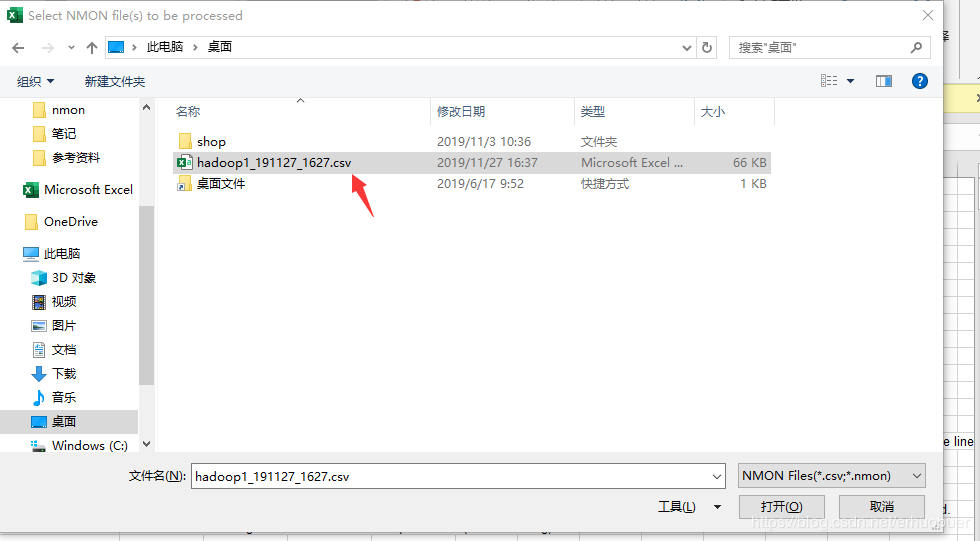 Select NMON file(s) to be processed
此电脑 桌面
搜索"桌面"
组织 新建文件夹
名称 修改日期 类型 大小
nmon
笔记
参考资料
Microsoft Excel
OneDrive
此电脑
3D 对象
视频
图片
文档
下载
音乐
桌面
Windows (C:)
shop 2019/11/3 10:36 文件夹
hadoop1_191127_1627.csv 2019/11/27 16:37 Microsoft Excel ... 66 KB
桌面文件 2019/6/17 9:52 快捷方式 1 KB
e line
文件名(N): hadoop1_191127_1627.csv NMON Files(*.csv;*.nmon)
工具(L) 打开(O) 取消
d.